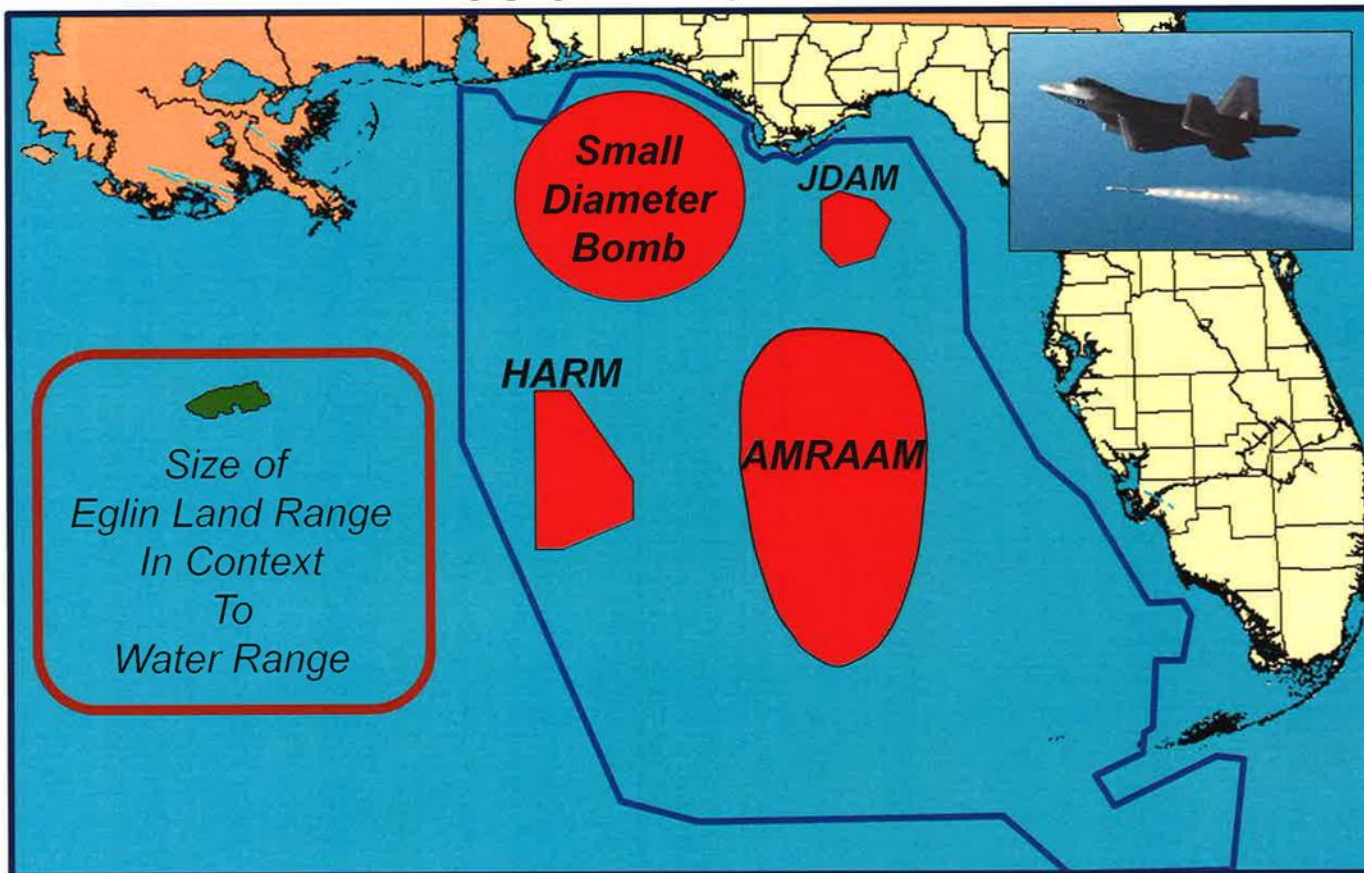 Small
Diameter
Bomb
JDAM
HARM
AMRAAM
Size of
Eglin Land Range
In Context
To
Water Range